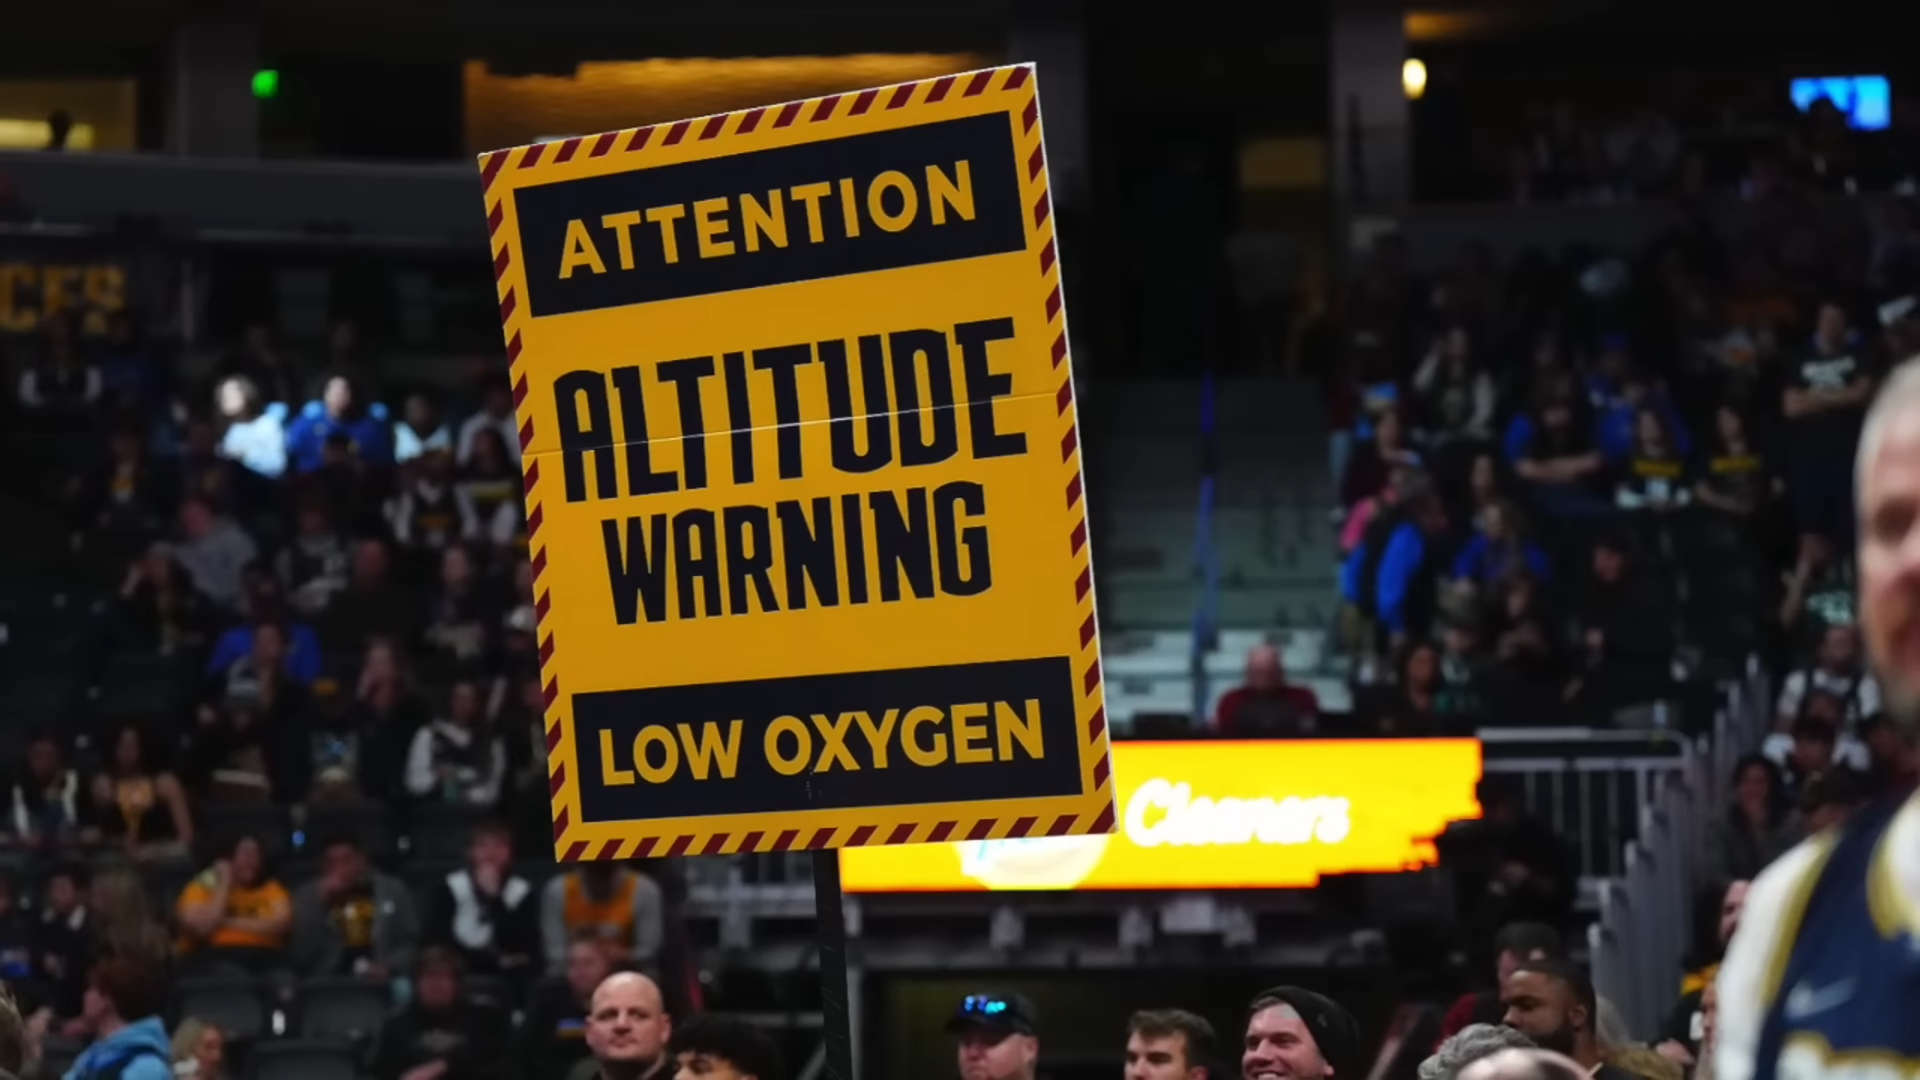 ATTENTION
ALTITUDE
WARNING
LOW OXYGEN
Cleaners